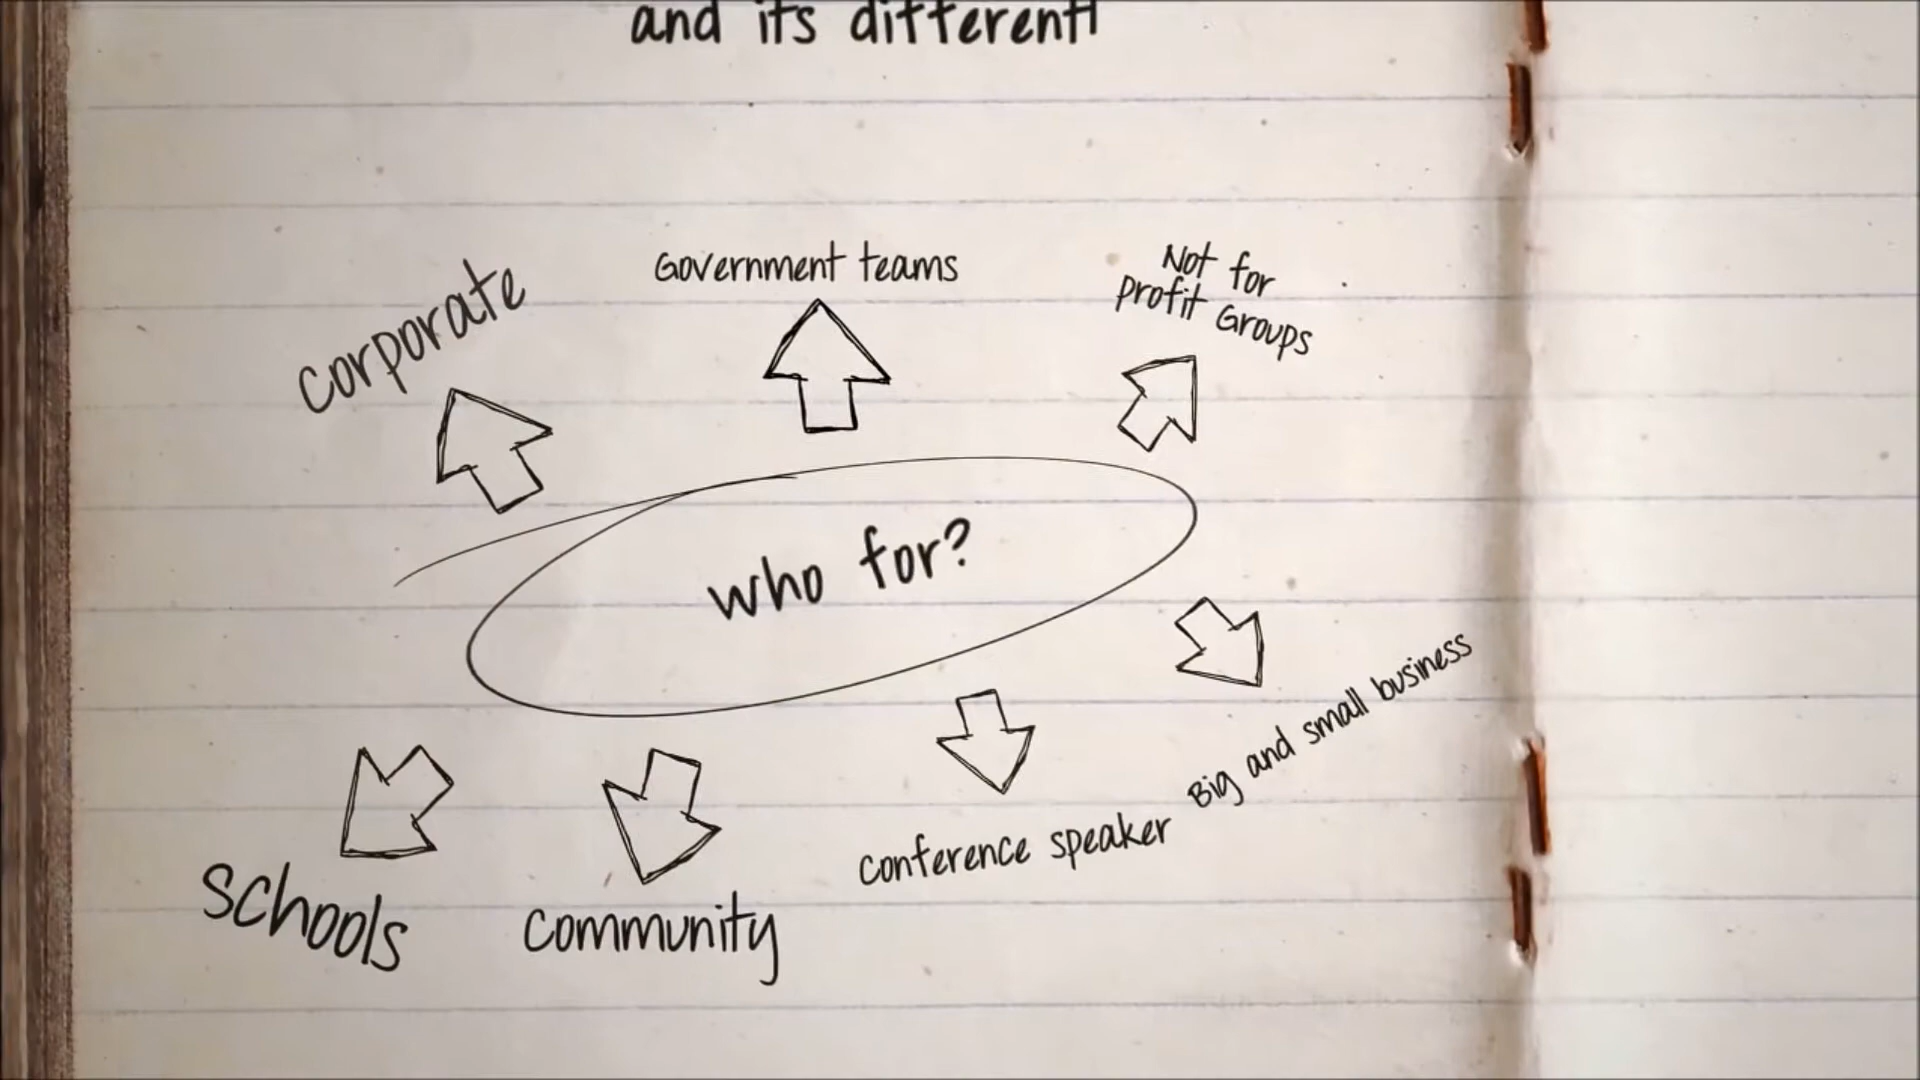 and its different!
Government teams
Not for
Profit Groups
corporate
who for?
Big and small business
conference speaker
schools
community